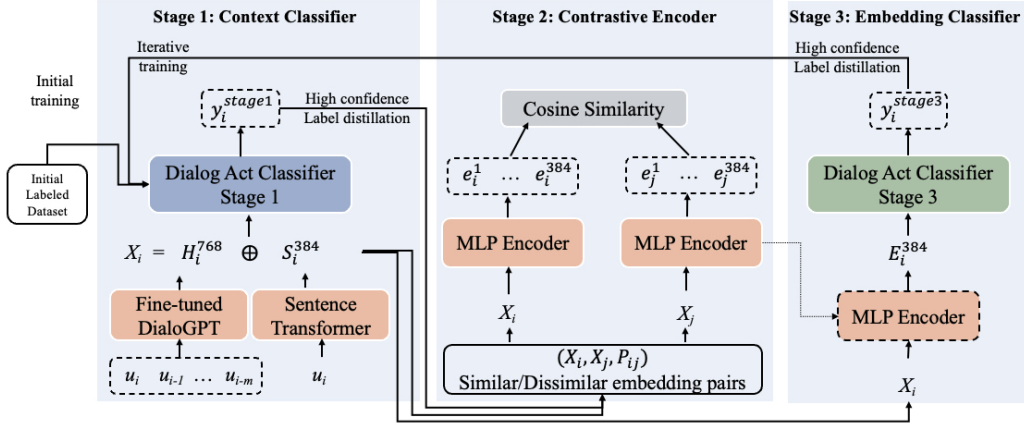 Stage 1: Context Classifier
Stage 2: Contrastive Encoder
Stage 3: Embedding Classifier
Iterative
training
High confidence
Label distillation
Initial
training
y_i^{stage1}
High confidence
Label distillation
Cosine Similarity
y_i^{stage3}
Initial
Labeled
Dataset
Dialog Act Classifier
Stage 1
e_i^1 … e_i^{384}
e_j^1 … e_j^{384}
Dialog Act Classifier
Stage 3
MLP Encoder
MLP Encoder
X_i = H_i^{768} ⊕ S_i^{384}
E_i^{384}
Fine-tuned
DialoGPT
Sentence
Transformer
X_i
X_j
MLP Encoder
u_i u_{i-1} … u_{i-m}
u_i
(X_i, X_j, P_{ij})
Similar/Dissimilar embedding pairs
X_i